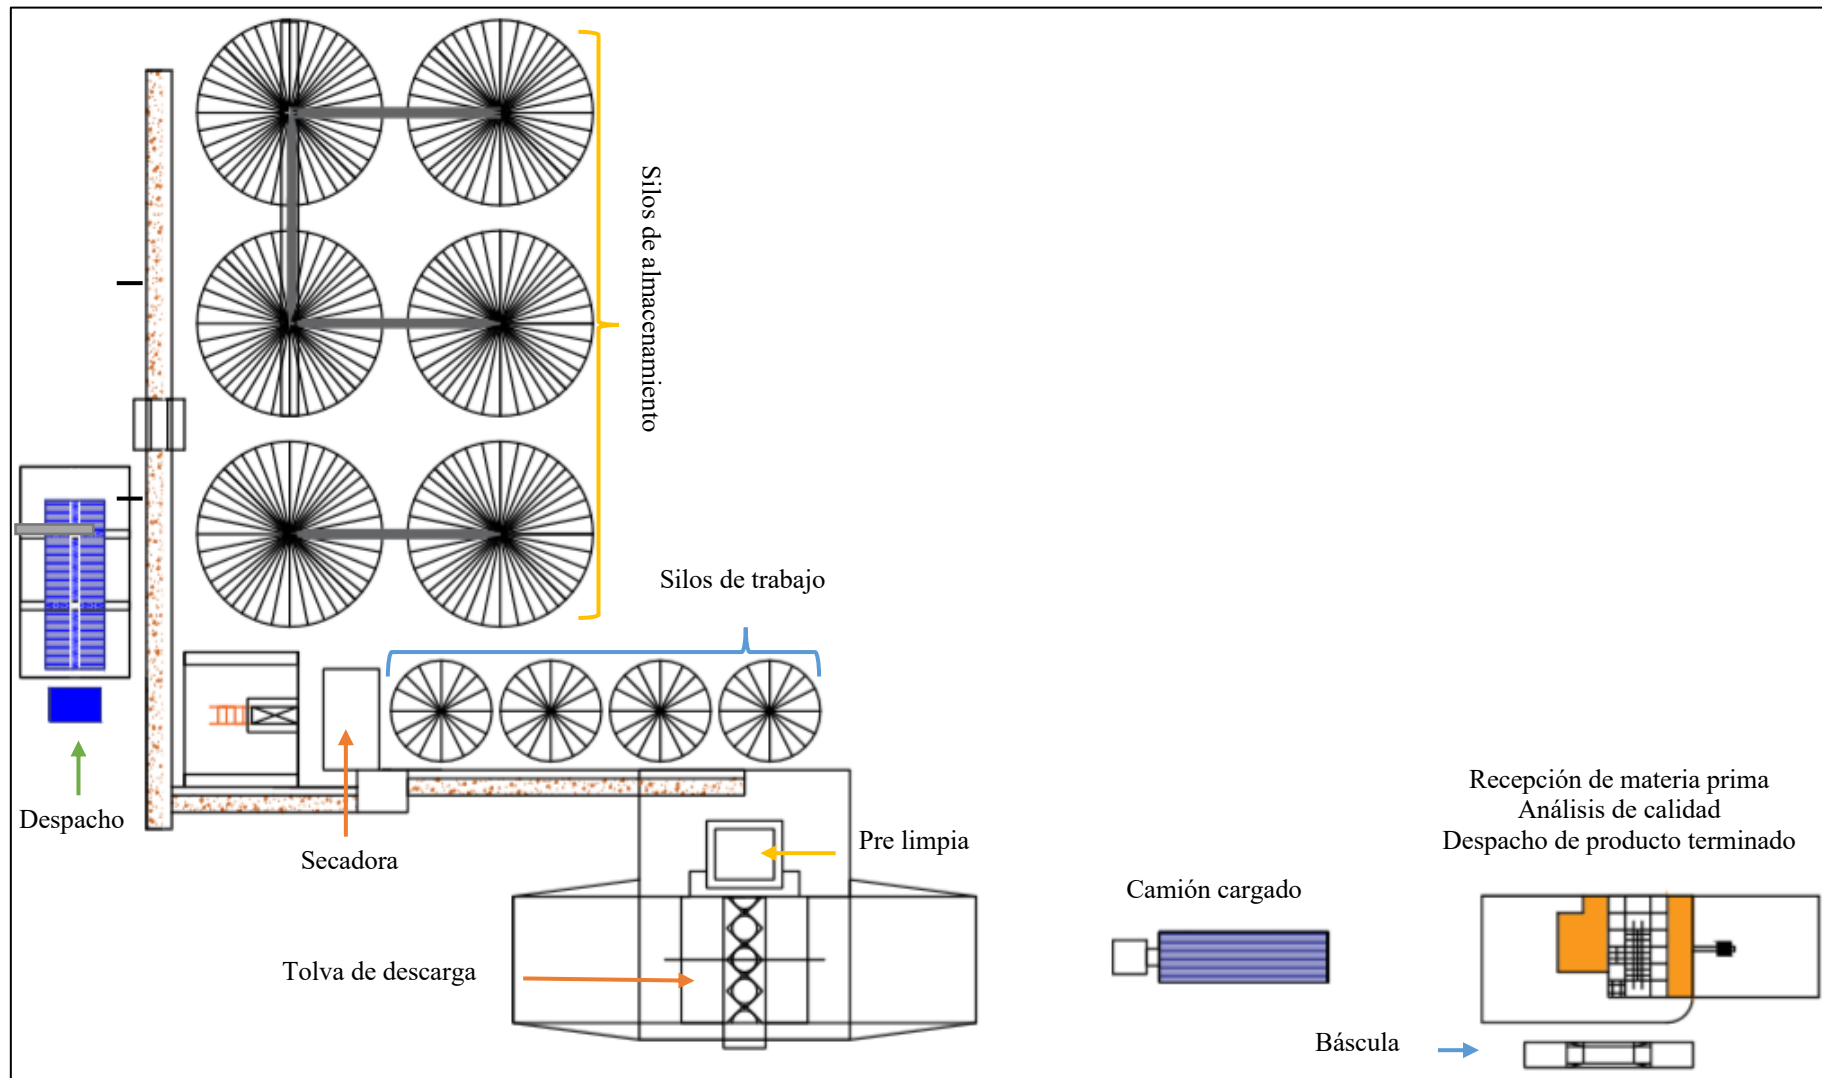 Silos de almacenamiento
Silos de trabajo
Despacho
Secadora
Pre limpia
Tolva de descarga
Camión cargado
Recepción de materia prima
Análisis de calidad
Despacho de producto terminado
Báscula